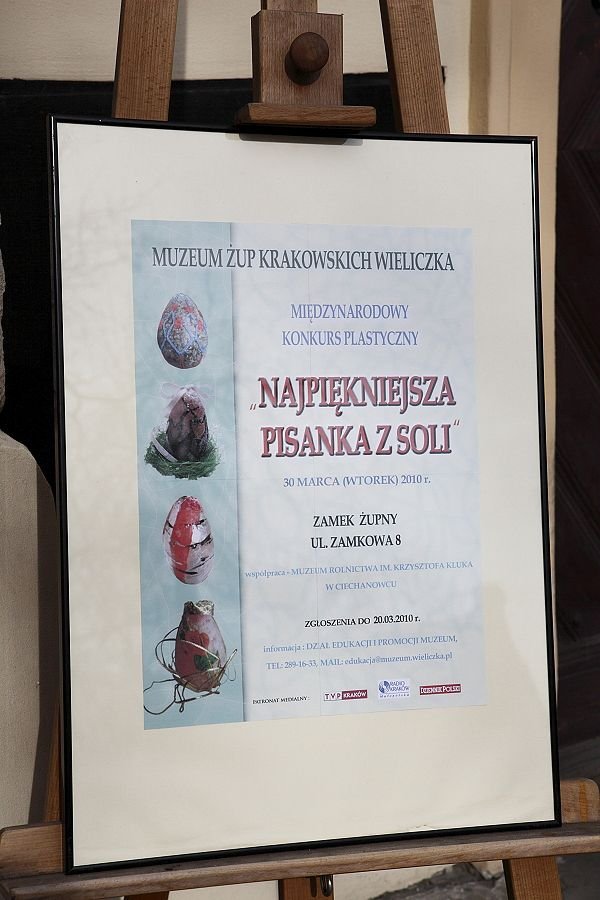 MUZEUM ŻUP KRAKOWSKICH WIELICZKA
MIĘDZYNARODOWY
KONKURS PLASTYCZNY
„NAJPIĘKNIEJSZA
PISANKA Z SOLI“
30 MARCA (WTOREK) 2010 r.
ZAMEK ŻUPNY
UL. ZAMKOWA 8
współpraca - MUZEUM ROLNICTWA IM. KRZYSZTOFA KLUKA
W CIECHANOWCU
ZGŁOSZENIA DO 20.03.2010 r.
informacja : DZIAŁ EDUKACJI I PROMOCJI MUZEUM,
TEL: 289-16-33, MAIL: edukacja@muzeum.wieliczka.pl
PATRONAT MEDIALNY :
TVP KRAKÓW
RADIO
KRAKÓW
Małopolska
DZIENNIK POLSKI